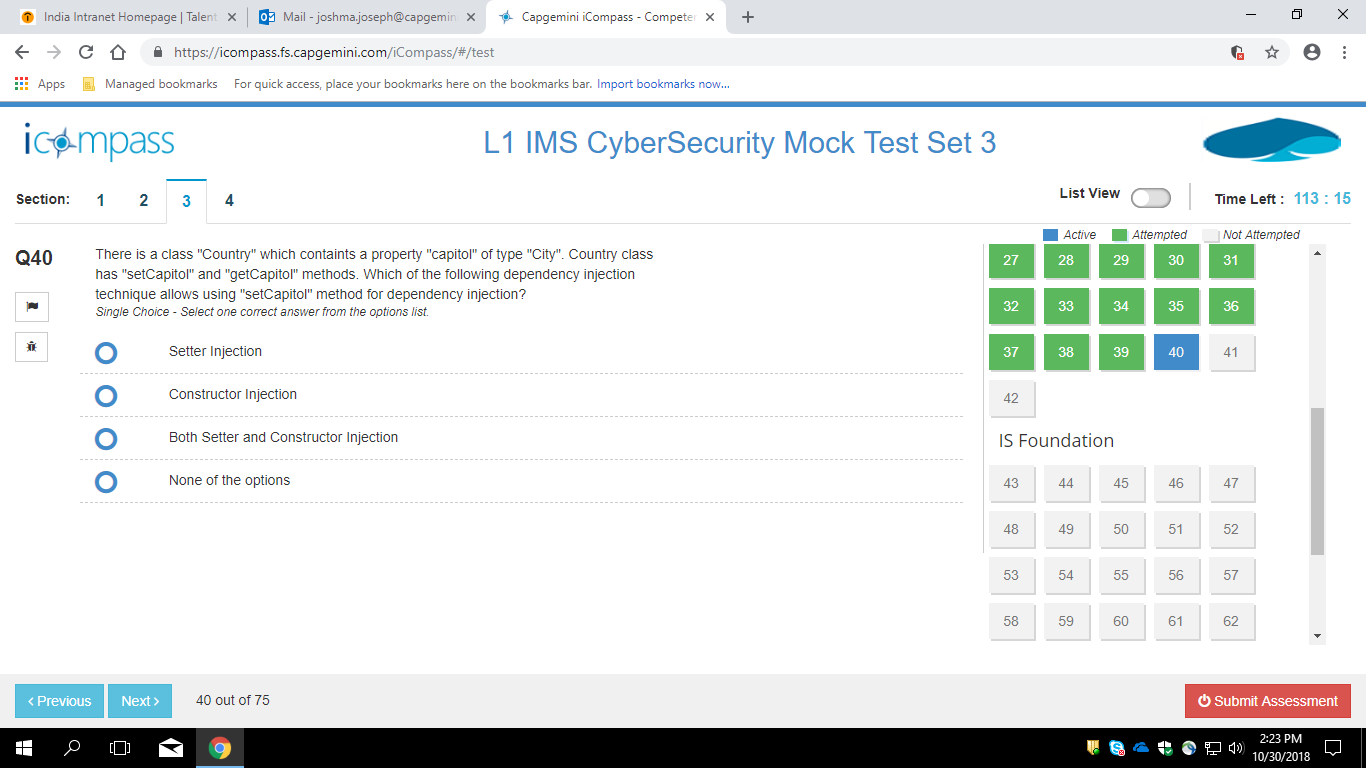 India Intranet Homepage | Talent
Mail - joshma.joseph@capgemin
Capgemini iCompass - Competen
https://icompass.fs.capgemini.com/iCompass/#/test
Apps
Managed bookmarks
For quick access, place your bookmarks here on the bookmarks bar. Import bookmarks now...
icompass
L1 IMS CyberSecurity Mock Test Set 3
Section: 1 2 3 4
List View
Time Left : 113 : 15
Active Attempted Not Attempted
Q40
There is a class "Country" which containts a property "capitol" of type "City". Country class
has "setCapitol" and "getCapitol" methods. Which of the following dependency injection
technique allows using "setCapitol" method for dependency injection?
Single Choice - Select one correct answer from the options list.
Setter Injection
Constructor Injection
Both Setter and Constructor Injection
None of the options
27 28 29 30 31
32 33 34 35 36
37 38 39 40 41
42
IS Foundation
43 44 45 46 47
48 49 50 51 52
53 54 55 56 57
58 59 60 61 62
‹ Previous
Next ›
40 out of 75
Submit Assessment
2:23 PM
10/30/2018